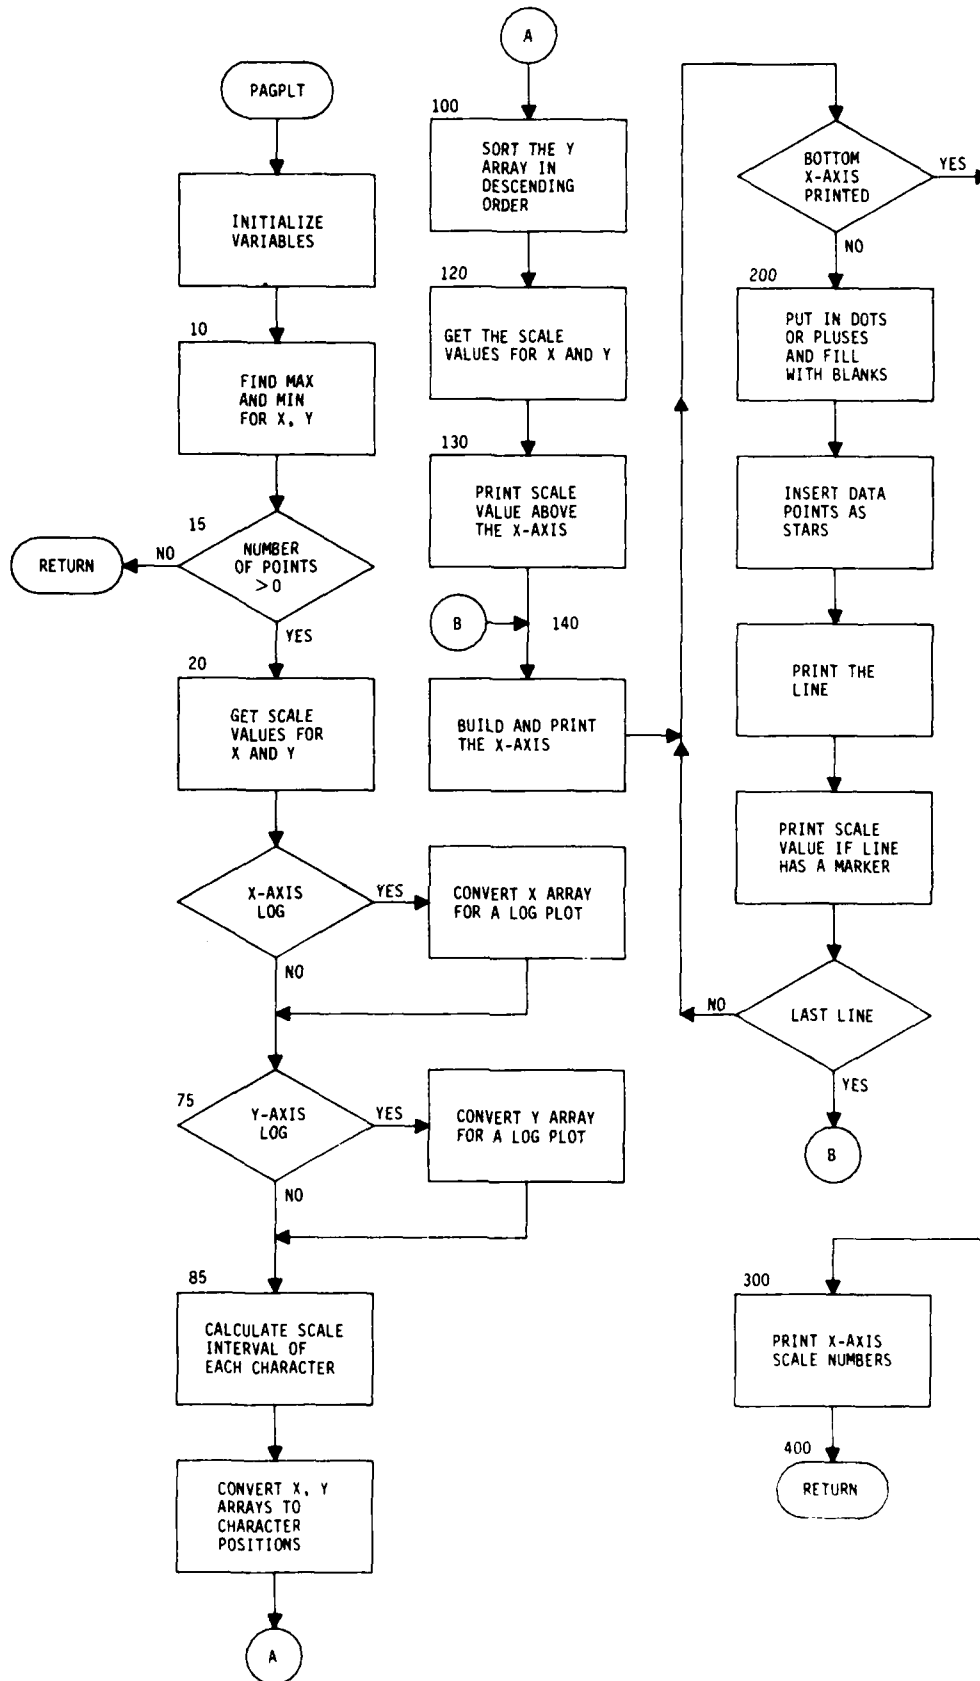 PAGPLT
INITIALIZE
VARIABLES
10
FIND MAX
AND MIN
FOR X, Y
15
NUMBER
OF POINTS
>0
NO
RETURN
YES
20
GET SCALE
VALUES FOR
X AND Y
X-AXIS
LOG
YES
CONVERT X ARRAY
FOR A LOG PLOT
NO
75
Y-AXIS
LOG
YES
CONVERT Y ARRAY
FOR A LOG PLOT
NO
85
CALCULATE SCALE
INTERVAL OF
EACH CHARACTER
CONVERT X, Y
ARRAYS TO
CHARACTER
POSITIONS
A
A
100
SORT THE Y
ARRAY IN
DESCENDING
ORDER
120
GET THE SCALE
VALUES FOR X AND Y
130
PRINT SCALE
VALUE ABOVE
THE X-AXIS
B
140
BUILD AND PRINT
THE X-AXIS
BOTTOM
X-AXIS
PRINTED
YES
NO
200
PUT IN DOTS
OR PLUSES
AND FILL
WITH BLANKS
INSERT DATA
POINTS AS
STARS
PRINT THE
LINE
PRINT SCALE
VALUE IF LINE
HAS A MARKER
LAST LINE
NO
YES
B
300
PRINT X-AXIS
SCALE NUMBERS
400
RETURN